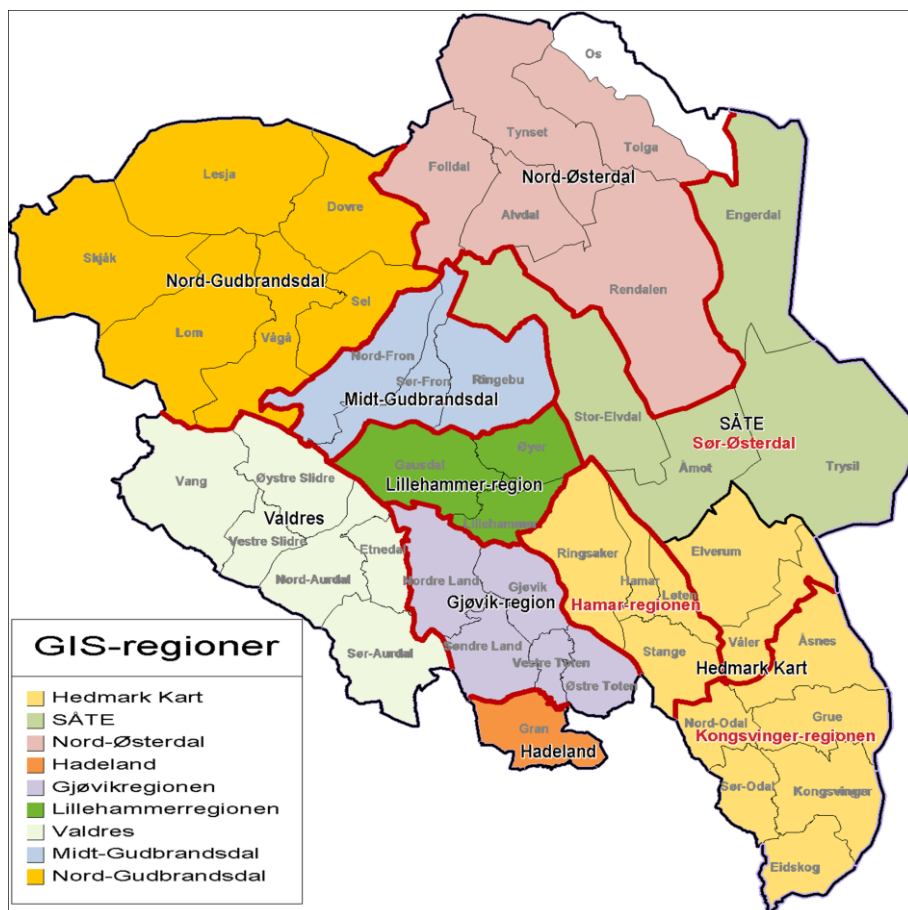 Os
Tynset
Tolga
Folldal
Nord-Østerdal
Lesja
Dovre
Alvdal
Engerdal
Skjåk
Nord-Gudbrandsdal
Rendalen
Sel
Lom
Vågå
Nord-Fron
Sør-Fron
Ringebu
Midt-Gudbrandsdal
Stor-Elvdal
SÅTE
Sør-Østerdal
Øyer
Gausdal
Lillehammer-region
Åmot
Trysil
Vang
Øystre Slidre
Valdres
Lillehammer
Vestre Slidre
Etnedal
Elverum
Ringsaker
Nord-Aurdal
Nordre Land
Gjøvik
Hamar
Løten
Gjøvik-region
Hamar-regionen
Sør-Aurdal
Søndre Land
Vestre Toten
Stange
Våler
Åsnes
Hedmark Kart
Østre Toten
Nord-Odal
Grue
Kongsvinger-regionen
Gran
Hadeland
Sør-Odal
Kongsvinger
Eidskog
GIS-regioner
Hedmark Kart
SÅTE
Nord-Østerdal
Hadeland
Gjøvikregionen
Lillehammerregionen
Valdres
Midt-Gudbrandsdal
Nord-Gudbrandsdal